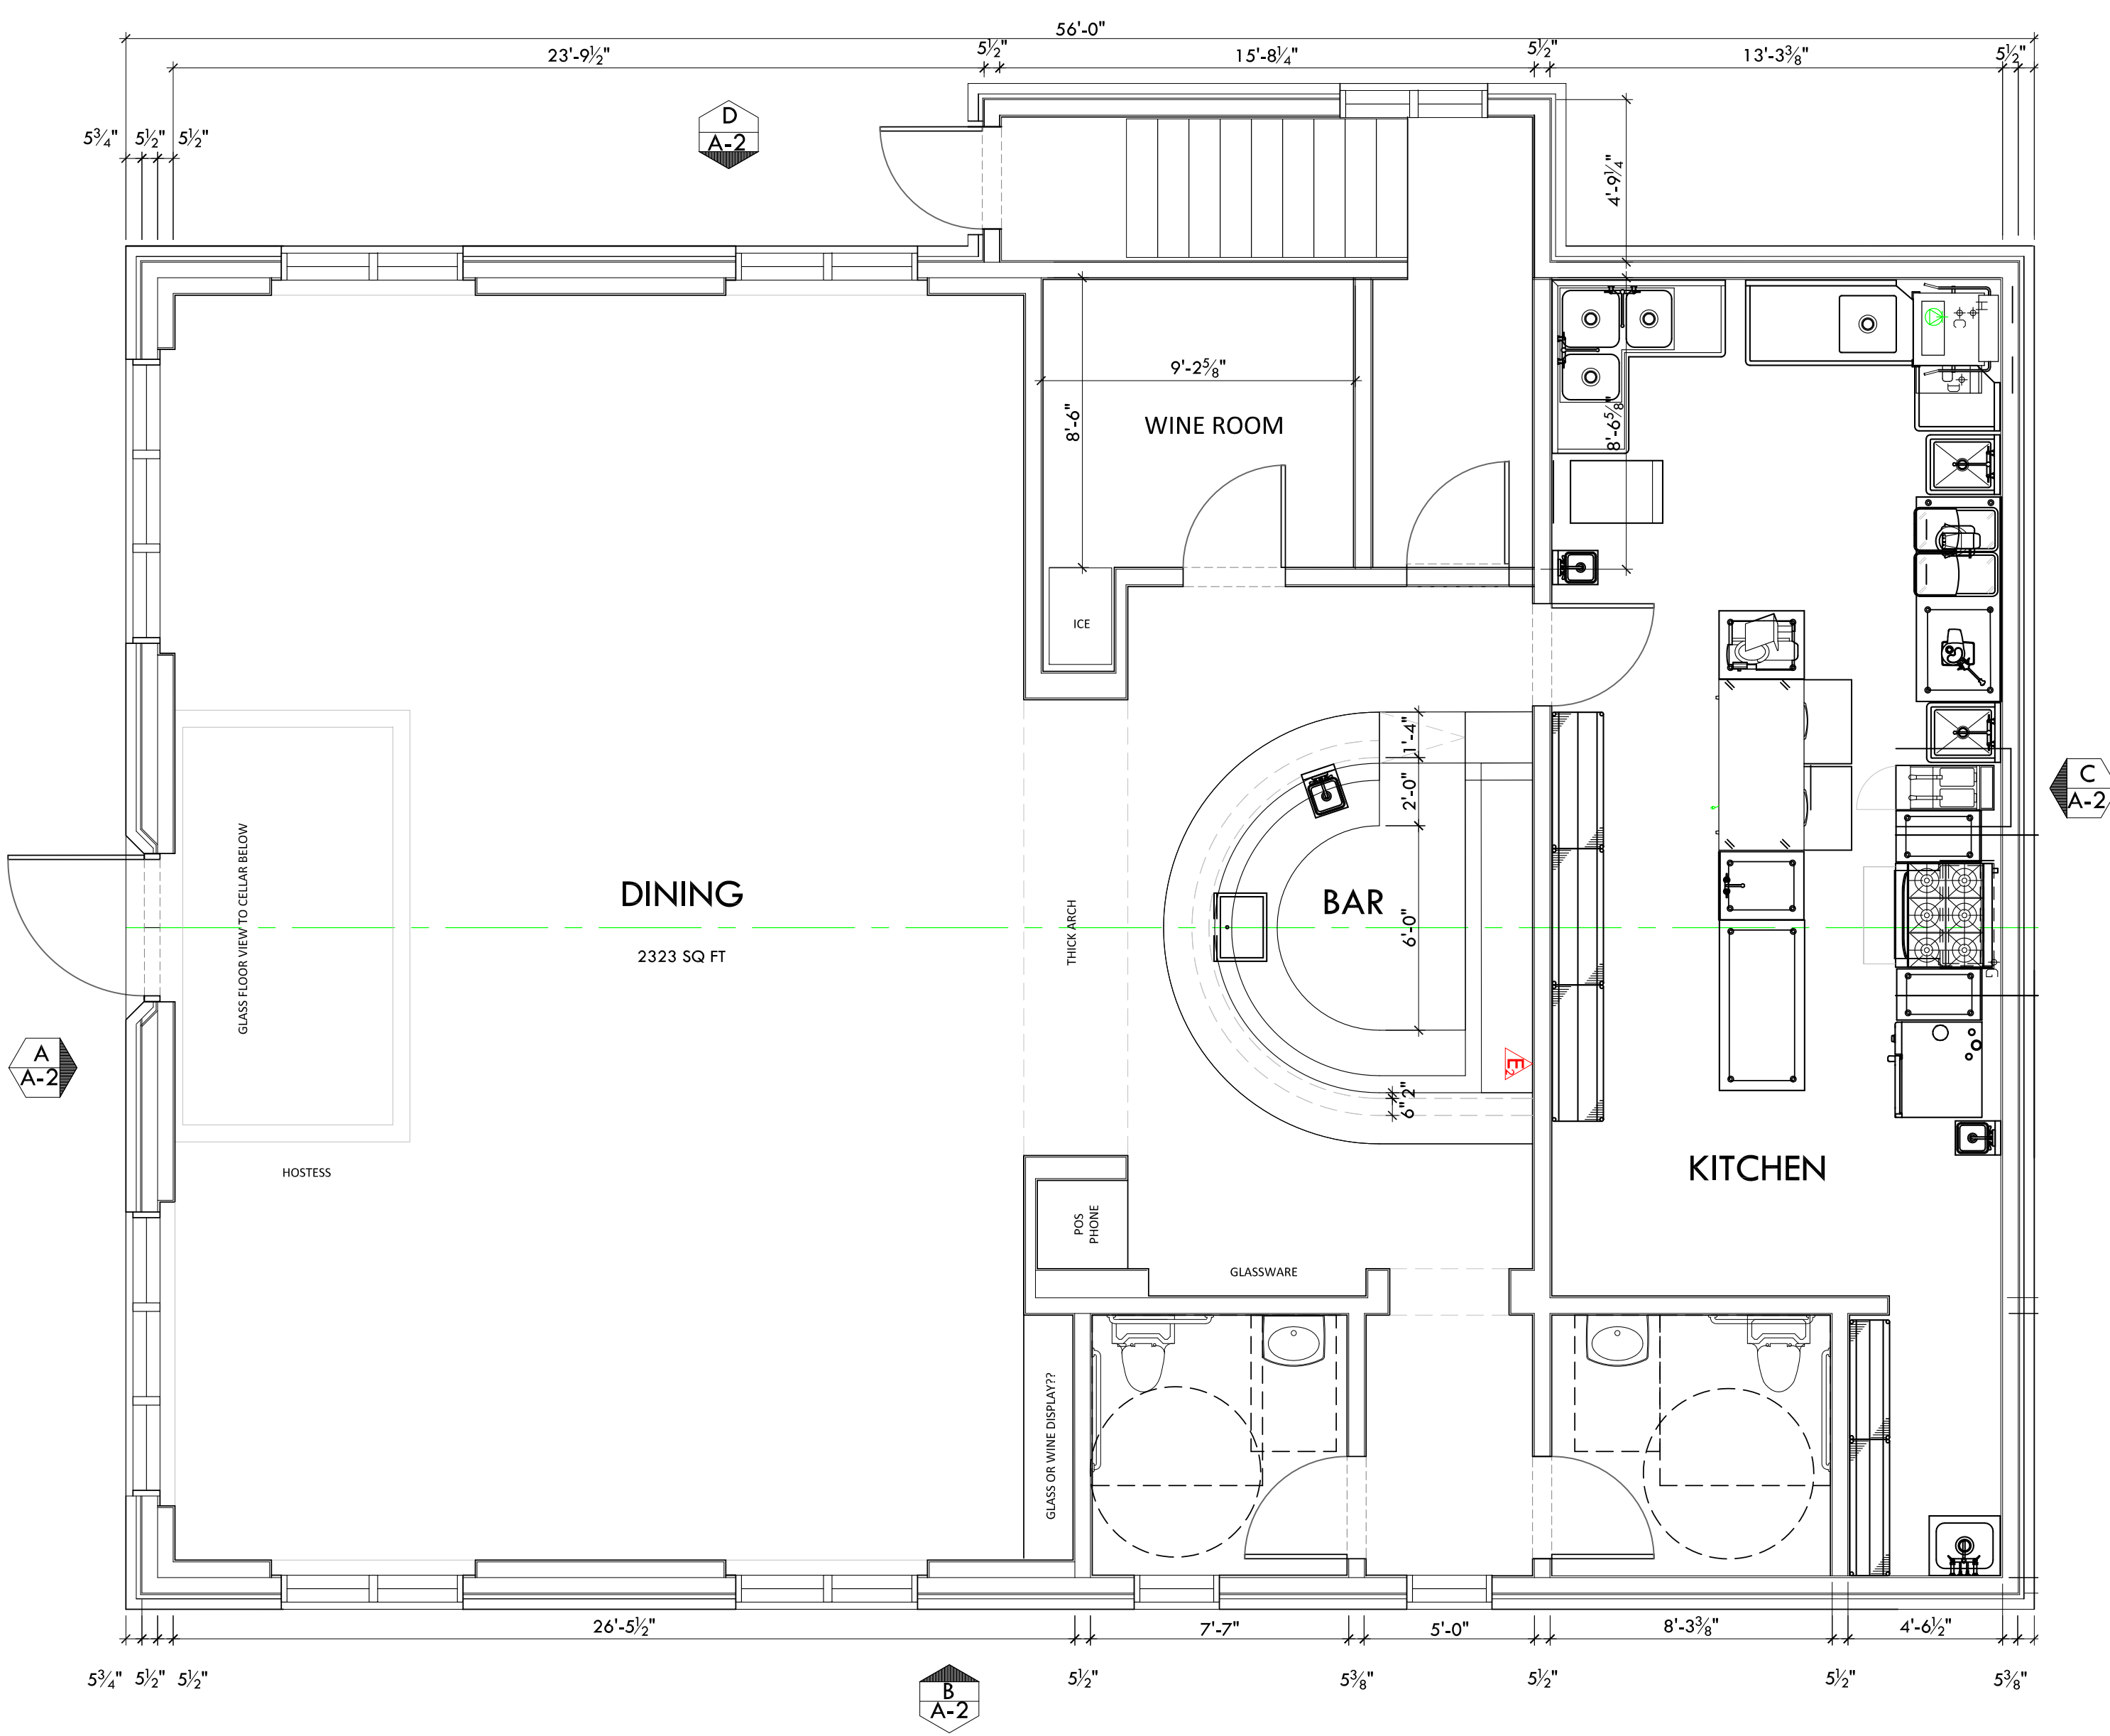 56'-0"
23'-9½"
5½"
15'-8¼"
5½"
13'-3⅜"
5½"
5¾"
5½"
5½"
D
A-2
4'-9¼"
9'-2⅝"
8'-6"
WINE ROOM
8'-6⅝"
H
C
ICE
1'-4"
2'-0"
C
A-2
GLASS FLOOR VIEW TO CELLAR BELOW
DINING
2323 SQ FT
THICK ARCH
BAR
6'-0"
A
A-2
E2
2"
6"
HOSTESS
KITCHEN
POS
PHONE
GLASSWARE
GLASS OR WINE DISPLAY??
26'-5½"
7'-7"
5'-0"
8'-3⅜"
4'-6½"
5¾"
5½"
5½"
5½"
5⅜"
5½"
5½"
5⅜"
B
A-2